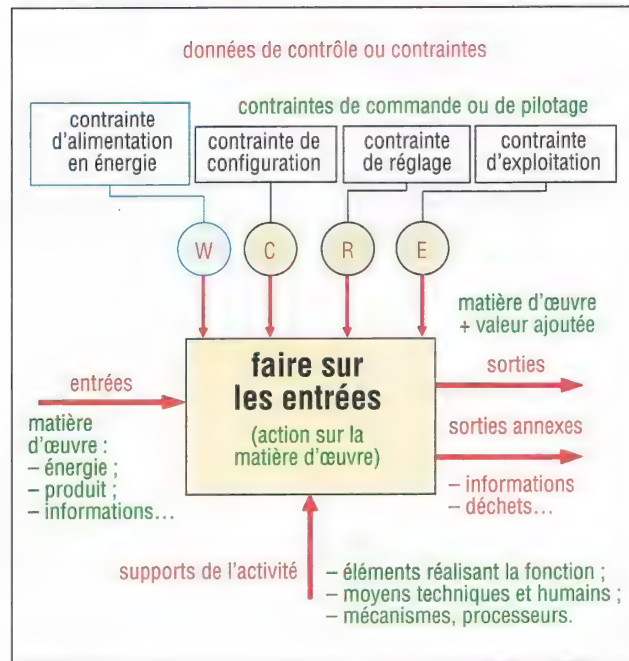 données de contrôle ou contraintes
contraintes de commande ou de pilotage
contrainte
d'alimentation
en énergie
contrainte de
configuration
contrainte
de réglage
contrainte
d'exploitation
W
C
R
E
matière d'œuvre
+ valeur ajoutée
entrées
faire sur
les entrées
(action sur la
matière d'œuvre)
sorties
sorties annexes
matière
d'œuvre :
– énergie ;
– produit ;
– informations...
– informations
– déchets...
supports de l'activité
– éléments réalisant la fonction ;
– moyens techniques et humains ;
– mécanismes, processeurs.